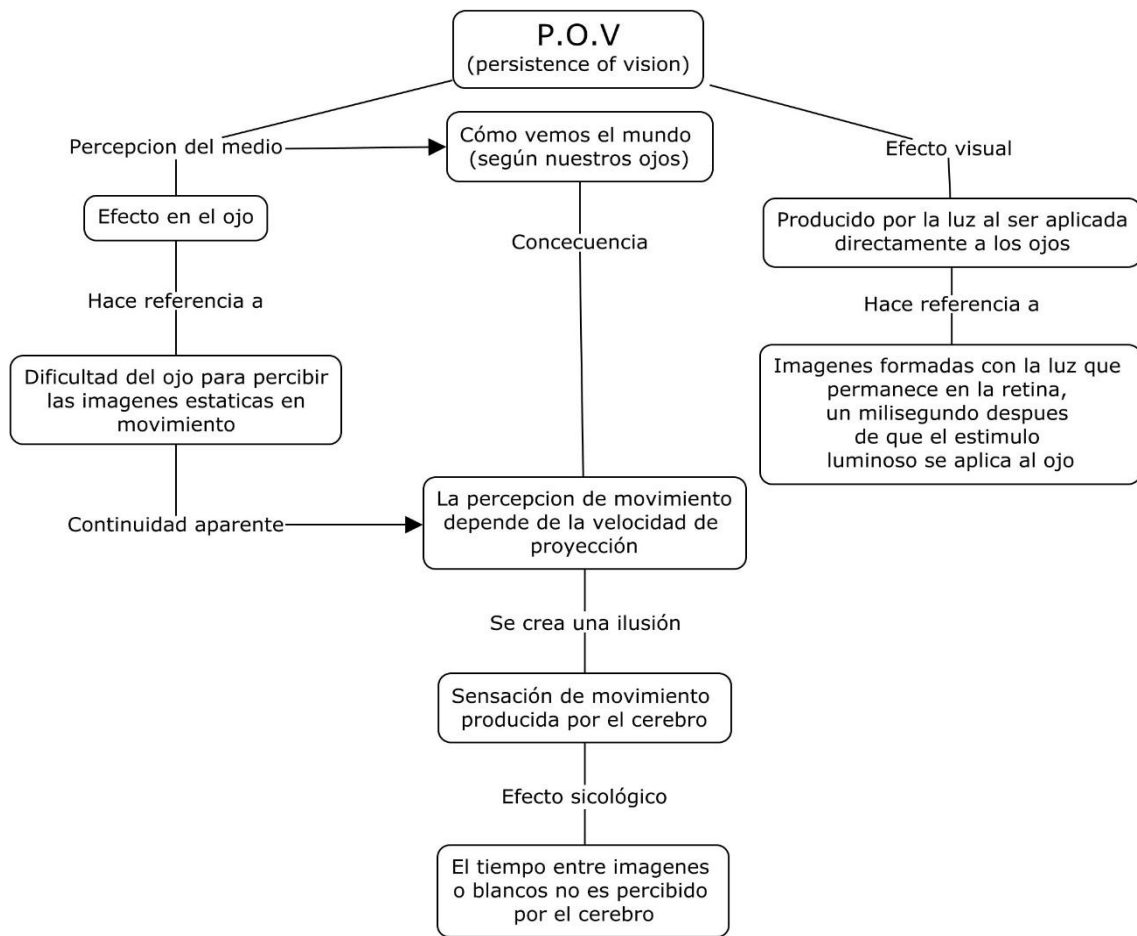 P.O.V
(persistence of vision)
Percepcion del medio
Cómo vemos el mundo
(según nuestros ojos)
Efecto visual
Efecto en el ojo
Producido por la luz al ser aplicada
directamente a los ojos
Concecuencia
Hace referencia a
Hace referencia a
Dificultad del ojo para percibir
las imagenes estaticas en
movimiento
Imagenes formadas con la luz que
permanece en la retina,
un milisegundo despues
de que el estimulo
luminoso se aplica al ojo
Continuidad aparente
La percepcion de movimiento
depende de la velocidad de
proyección
Se crea una ilusión
Sensación de movimiento
producida por el cerebro
Efecto sicológico
El tiempo entre imagenes
o blancos no es percibido
por el cerebro